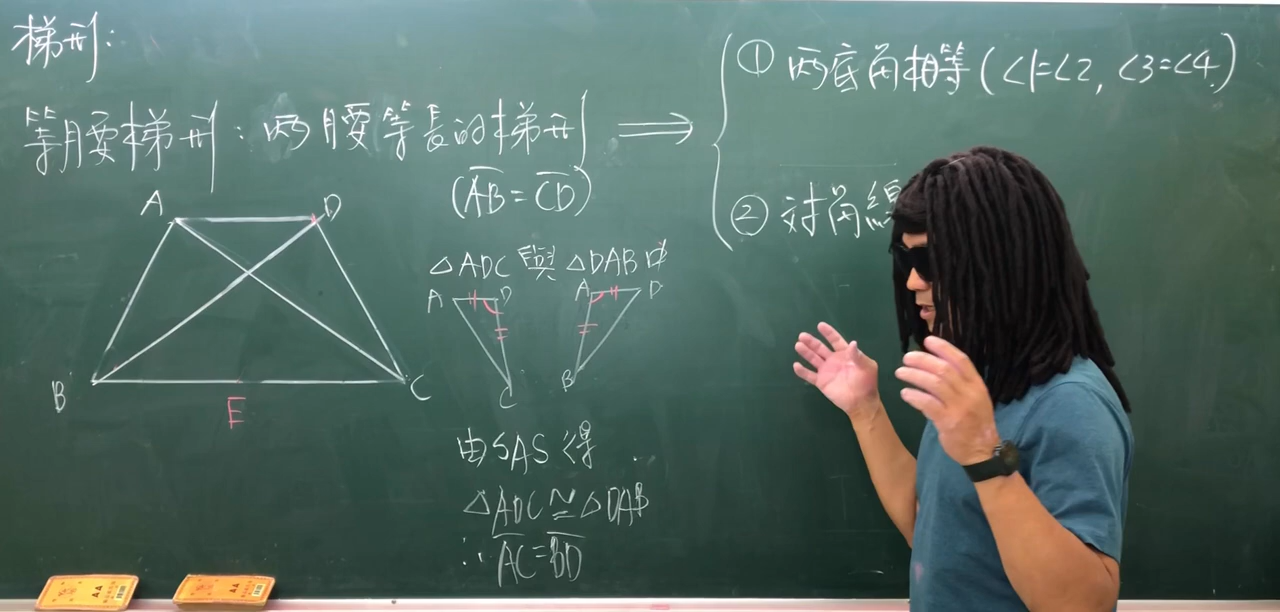 梯形:
等腰梯形:兩腰等長的梯形 ⟹
(AB=CD)
① 兩底角相等(∠1=∠2, ∠3=∠4)
② 對角線
A D
B C
E
△ADC 與 △DAB 中
A D
C
A D
B
由SAS得
△ADC≅△DAB
∴AC=BD
AA
AA